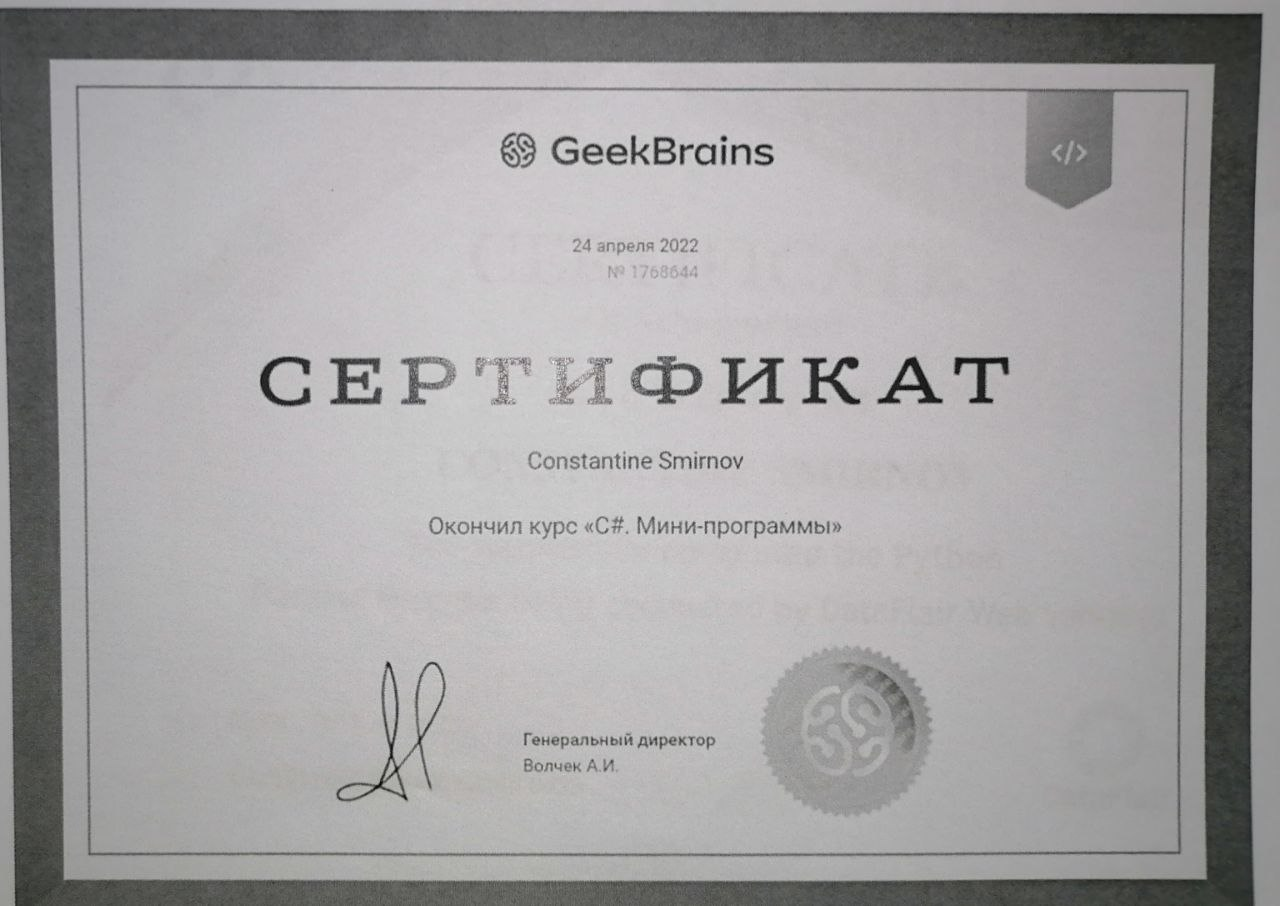 GeekBrains
</>
24 апреля 2022
№ 1768644
СЕРТИФИКАТ
Constantine Smirnov
Окончил курс «C#. Мини-программы»
Генеральный директор
Волчек А.И.